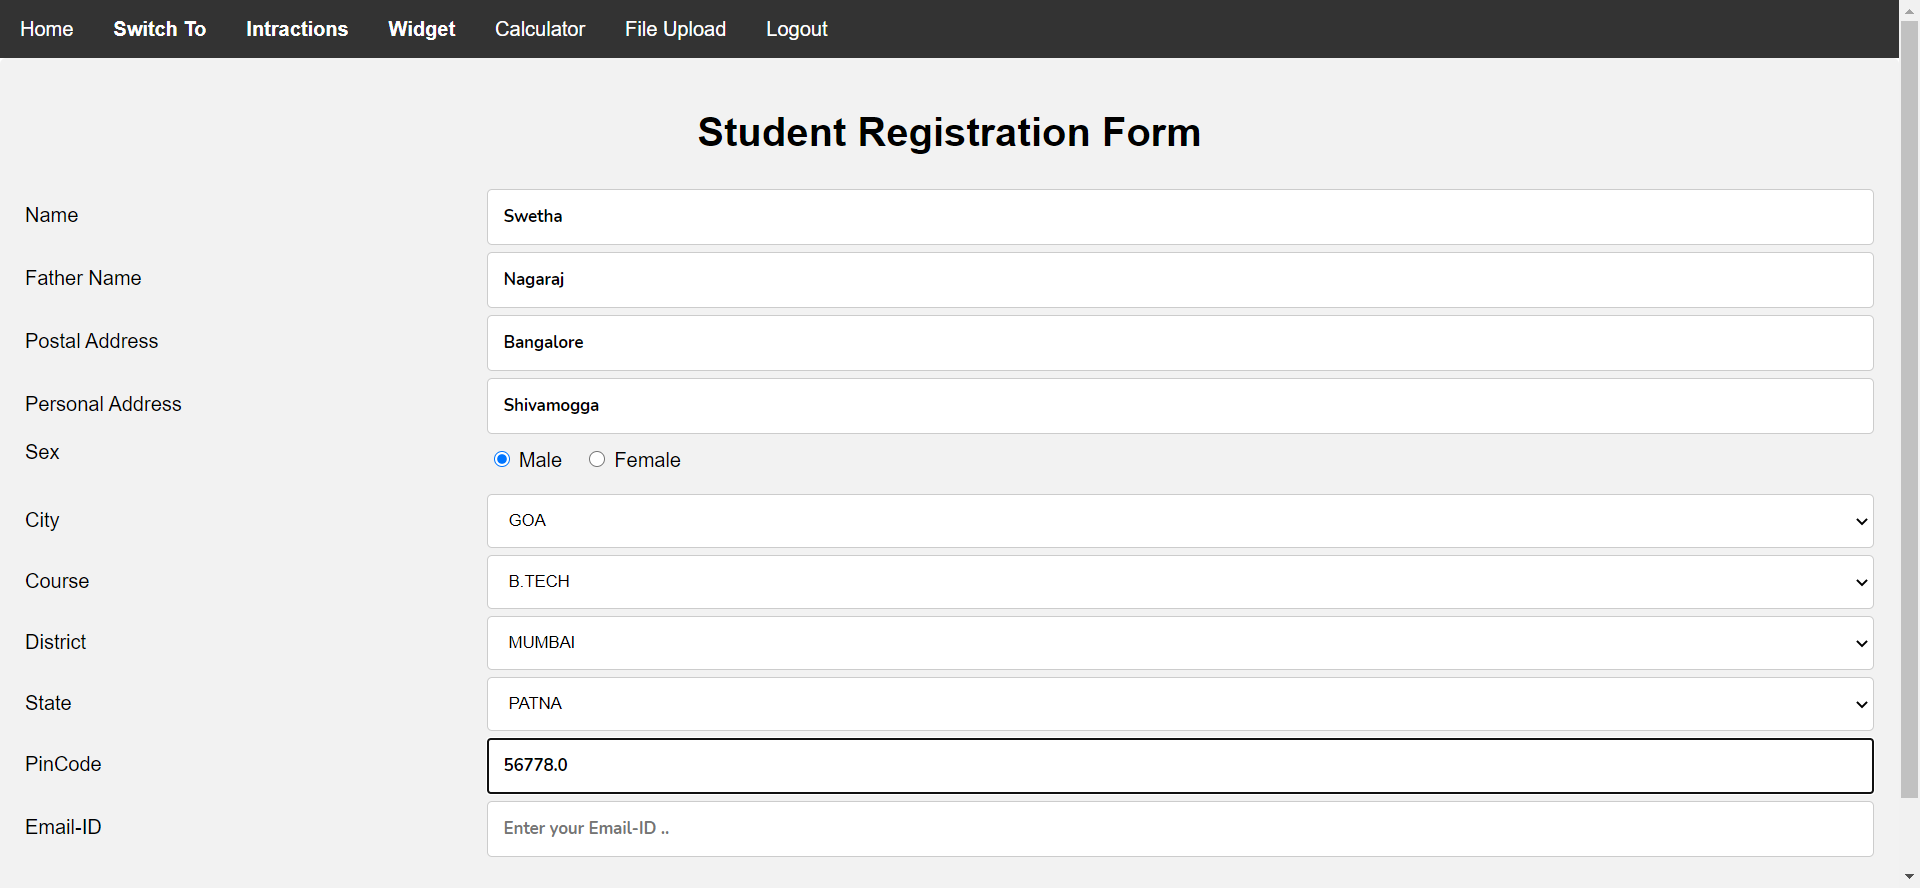 Home Switch To Intractions Widget Calculator File Upload Logout
Student Registration Form
Name Swetha
Father Name Nagaraj
Postal Address Bangalore
Personal Address Shivamogga
Sex Male Female
City GOA
Course B.TECH
District MUMBAI
State PATNA
PinCode 56778.0
Email-ID Enter your Email-ID ..